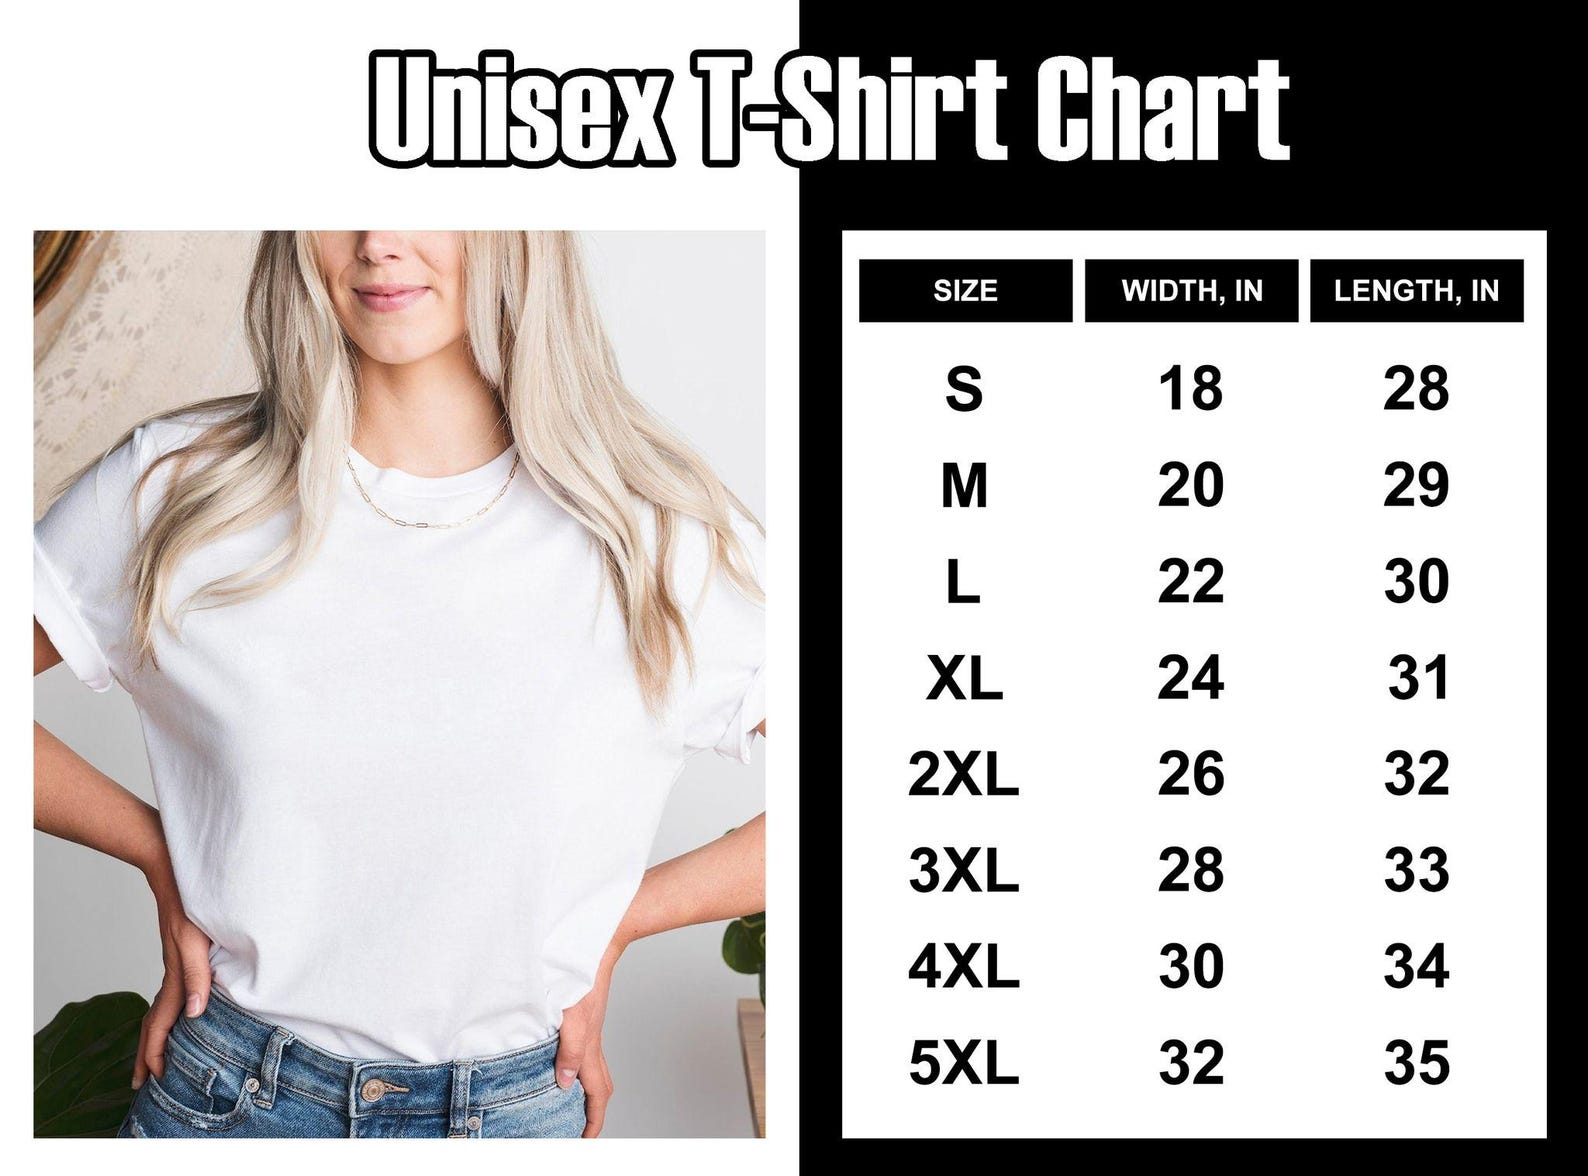 Unisex T-Shirt Chart
SIZE WIDTH, IN LENGTH, IN
S 18 28
M 20 29
L 22 30
XL 24 31
2XL 26 32
3XL 28 33
4XL 30 34
5XL 32 35